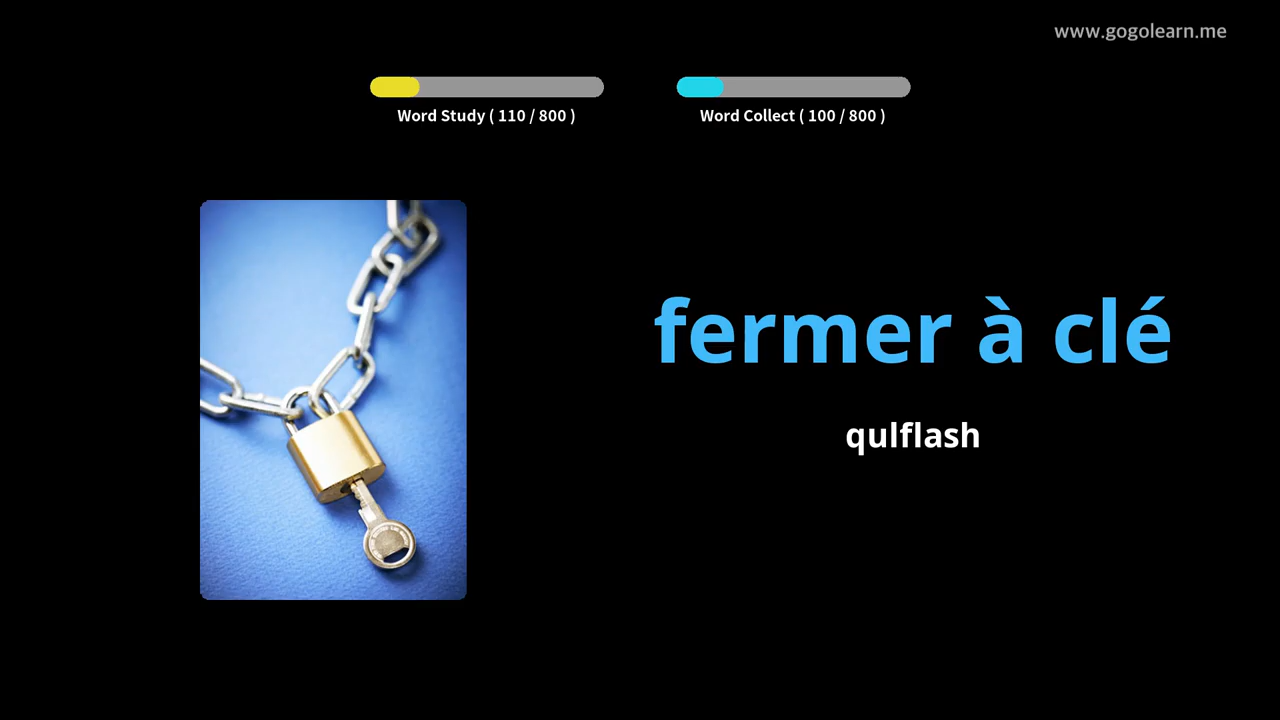 www.gogolearn.me
Word Study ( 110 / 800 )
Word Collect ( 100 / 800 )
fermer à clé
qulflash